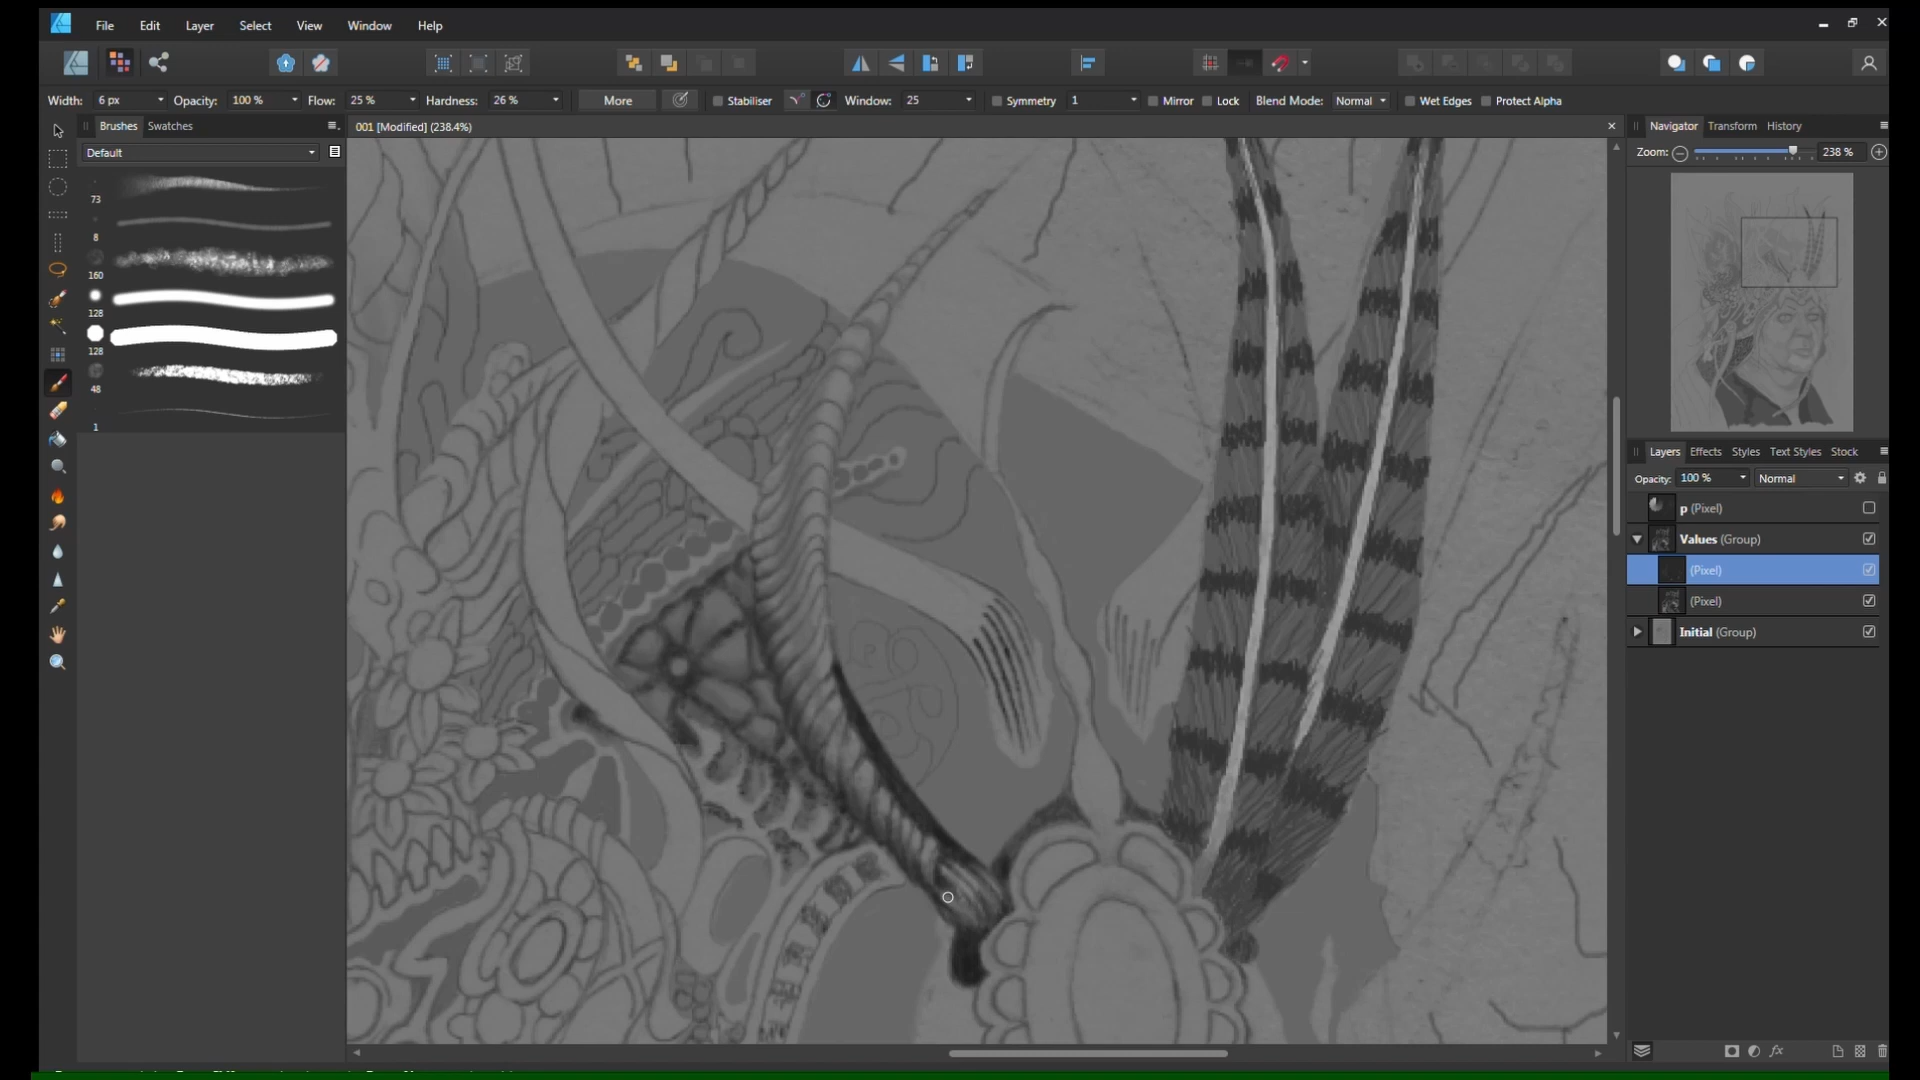 File Edit Layer Select View Window Help
Width: 6 px Opacity: 100 % Flow: 25 % Hardness: 26 % More Stabiliser Window: 25 Symmetry 1 Mirror Lock Blend Mode: Normal Wet Edges Protect Alpha
Brushes Swatches
001 [Modified] (238.4%)
Navigator Transform History
Default
Zoom: 238 %
73
8
160
128
128
48
1
Layers Effects Styles Text Styles Stock
Opacity: 100 % Normal
p (Pixel)
Values (Group)
(Pixel)
(Pixel)
Initial (Group)
fx